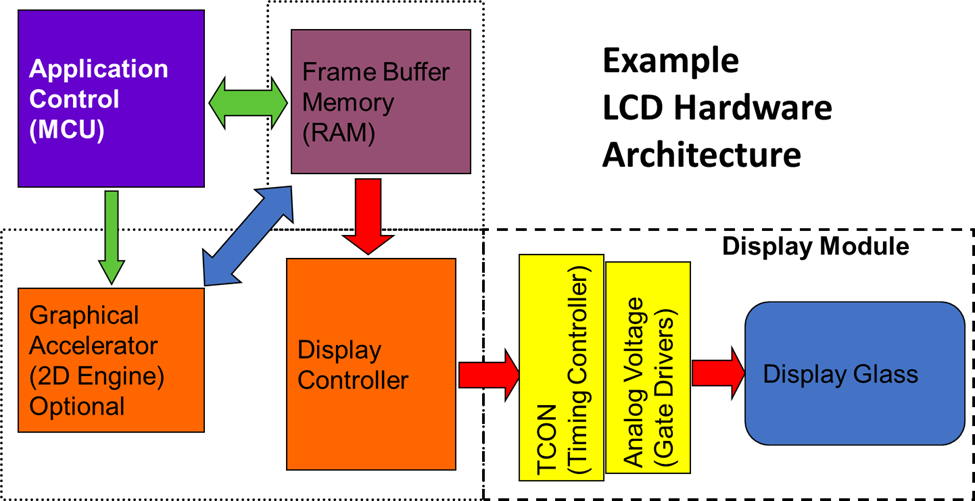 Application
Control
(MCU)
Frame Buffer
Memory
(RAM)
Example
LCD Hardware
Architecture
Graphical
Accelerator
(2D Engine)
Optional
Display
Controller
Display Module
TCON
(Timing Controller)
Analog Voltage
(Gate Drivers)
Display Glass